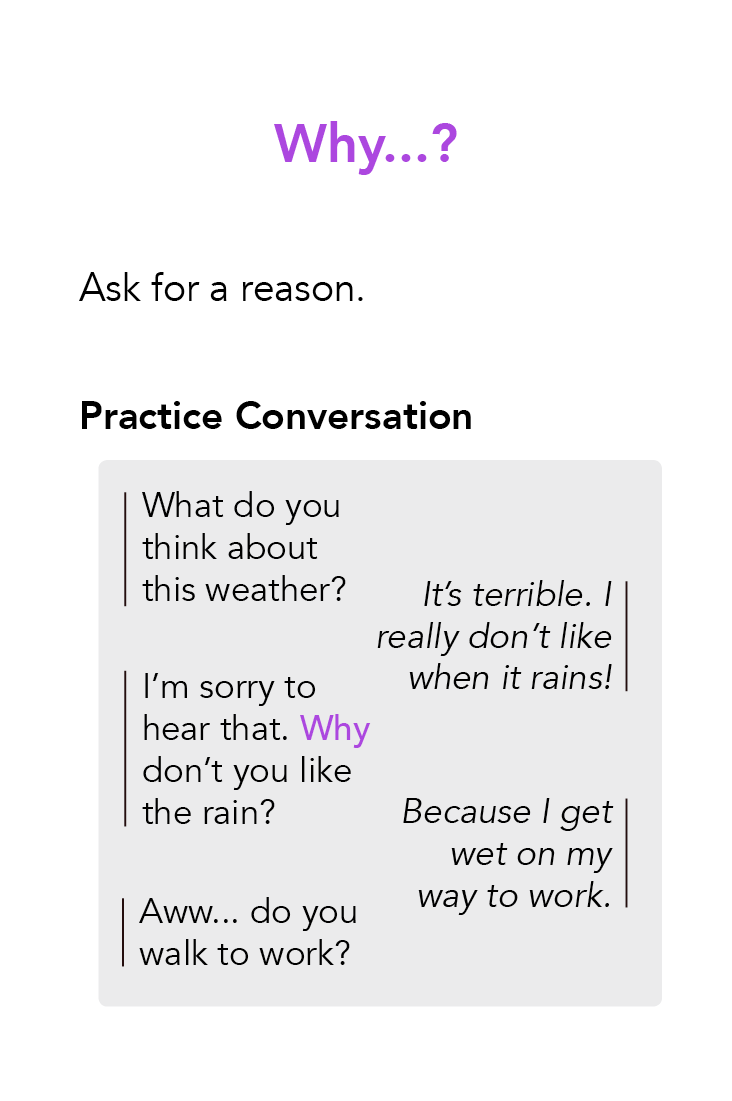 Why...?
Ask for a reason.
Practice Conversation
What do you
think about
this weather?
It’s terrible. I
really don’t like
when it rains!
I’m sorry to
hear that. Why
don’t you like
the rain?
Because I get
wet on my
way to work.
Aww... do you
walk to work?